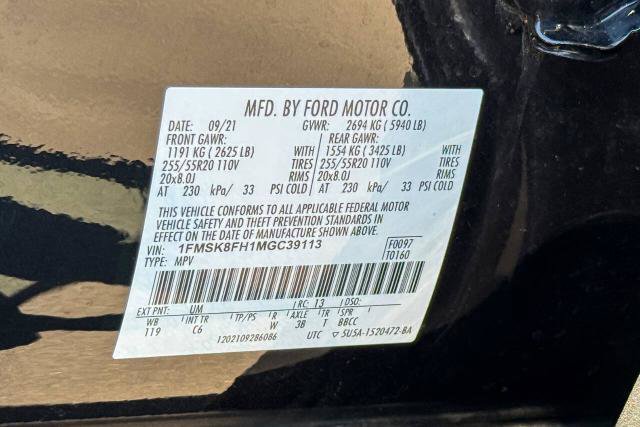 MFD. BY FORD MOTOR CO.
DATE: 09/21 GVWR: 2694 KG ( 5940 LB)
FRONT GAWR: REAR GAWR:
1191 KG ( 2625 LB) WITH 1554 KG ( 3425 LB) WITH
255/55R20 110V TIRES 255/55R20 110V TIRES
20x8.0J RIMS 20x8.0J RIMS
AT 230 kPa/ 33 PSI COLD AT 230 kPa/ 33 PSI COLD
THIS VEHICLE CONFORMS TO ALL APPLICABLE FEDERAL MOTOR
VEHICLE SAFETY AND THEFT PREVENTION STANDARDS IN
EFFECT ON THE DATE OF MANUFACTURE SHOWN ABOVE.
VIN: 1FMSK8FH1MGC39113 F0097
TYPE: MPV T0160
EXT PNT: UM RC: 13 DSO:
WB INT TR TP/PS R AXLE TR SPR
119 C6 W 3B T BBCC
1202109286086 UTC 5U5A-1520472-BA